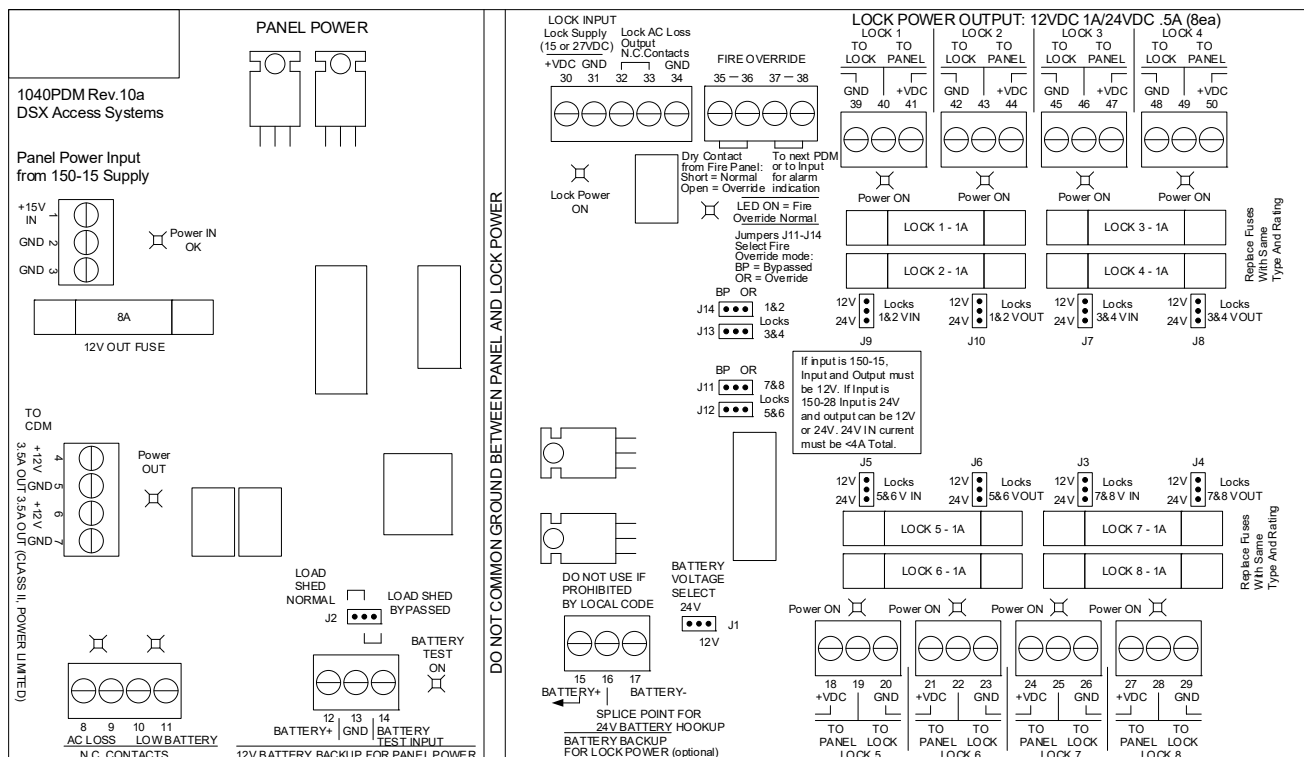 PANEL POWER
1040PDM Rev.10a
DSX Access Systems
Panel Power Input
from 150-15 Supply
+15V
IN
1
GND 2
GND 3
Power IN
OK
8A
12V OUT FUSE
TO
CDM
+12V
4
GND 5
+12V
6
GND 7
3.5A OUT 3.5A OUT (CLASS II, POWER LIMITED)
Power
OUT
LOAD
SHED
NORMAL
LOAD SHED
BYPASSED
J2
BATTERY
TEST
ON
8 9 10 11
AC LOSS LOW BATTERY
N.C. CONTACTS
12 13 14
BATTERY+ GND BATTERY
TEST INPUT
12V BATTERY BACKUP FOR PANEL POWER
DO NOT COMMON GROUND BETWEEN PANEL AND LOCK POWER
LOCK INPUT
Lock Supply
(15 or 27VDC)
+VDC GND
30 31
Lock AC Loss
Output
N.C.Contacts
GND
32 33 34
Lock Power
ON
FIRE OVERRIDE
35 36 37 38
Dry Contact
from Fire Panel:
Short = Normal
Open = Override
To next PDM
or to Input
for alarm
indication
LED ON = Fire
Override Normal
Jumpers J11-J14
Select Fire
Override mode:
BP = Bypassed
OR = Override
BP OR
J14 1&2
Locks
J13 3&4
BP OR
J11 7&8
Locks
J12 5&6
LOCK POWER OUTPUT: 12VDC 1A/24VDC .5A (8ea)
LOCK 1 LOCK 2 LOCK 3 LOCK 4
TO LOCK TO PANEL TO LOCK TO PANEL TO LOCK TO PANEL TO LOCK TO PANEL
GND +VDC GND +VDC GND +VDC GND +VDC
39 40 41 42 43 44 45 46 47 48 49 50
Power ON Power ON Power ON Power ON
LOCK 1 - 1A LOCK 3 - 1A
LOCK 2 - 1A LOCK 4 - 1A
Replace Fuses
With Same
Type And Rating
12V
24V
Locks
1&2 VIN
J9
12V
24V
Locks
1&2 VOUT
J10
12V
24V
Locks
3&4 VIN
J7
12V
24V
Locks
3&4 VOUT
J8
If input is 150-15,
Input and Output must
be 12V. If Input is
150-28 Input is 24V
and output can be 12V
or 24V. 24V IN current
must be <4A Total.
J5
12V
24V
Locks
5&6 V IN
J6
12V
24V
Locks
5&6 VOUT
J3
12V
24V
Locks
7&8 V IN
J4
12V
24V
Locks
7&8 VOUT
LOCK 5 - 1A LOCK 7 - 1A
LOCK 6 - 1A LOCK 8 - 1A
Replace Fuses
With Same
Type And Rating
DO NOT USE IF
PROHIBITED
BY LOCAL CODE
BATTERY
VOLTAGE
SELECT
24V
J1
12V
15 16 17
BATTERY+ BATTERY-
SPLICE POINT FOR
24V BATTERY HOOKUP
BATTERY BACKUP
FOR LOCK POWER (optional)
Power ON Power ON Power ON Power ON
18 19 20 21 22 23 24 25 26 27 28 29
+VDC GND +VDC GND +VDC GND +VDC GND
TO PANEL TO LOCK TO PANEL TO LOCK TO PANEL TO LOCK TO PANEL TO LOCK
LOCK 5 LOCK 6 LOCK 7 LOCK 8